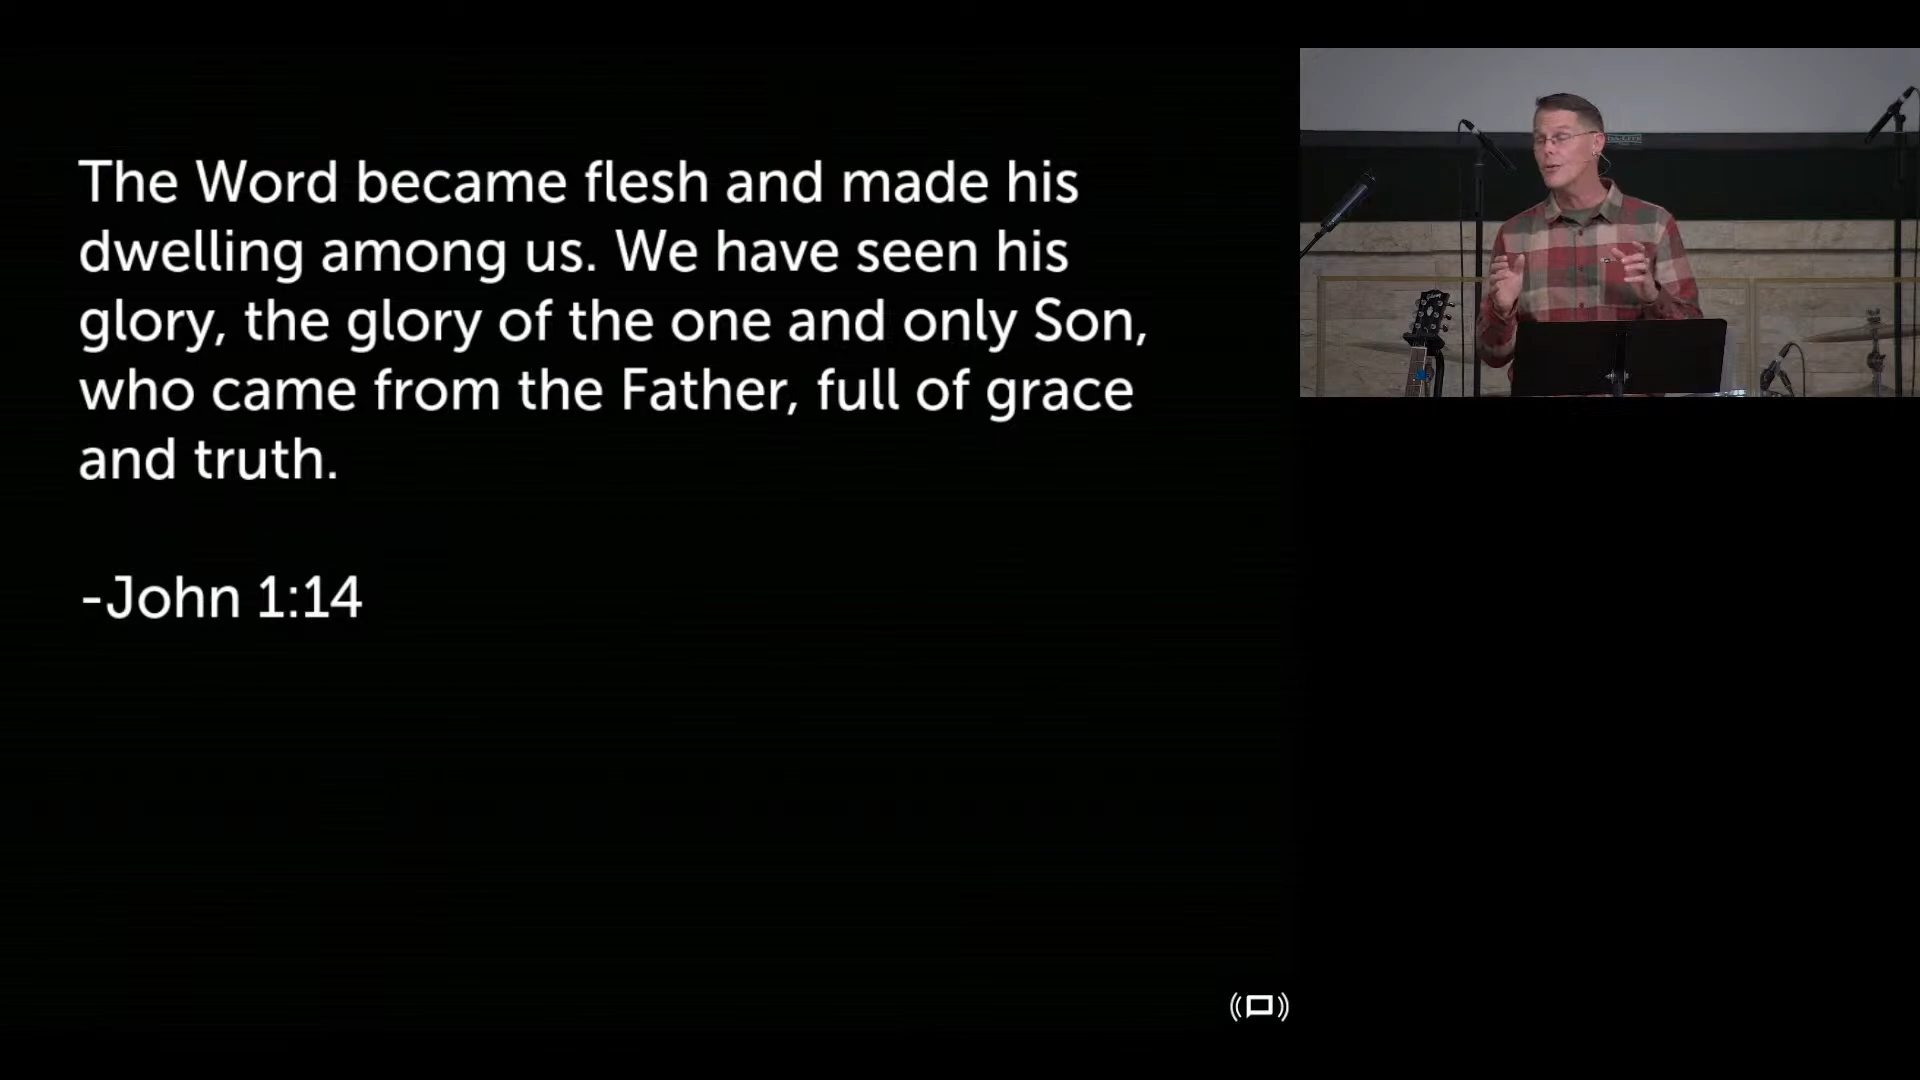 The Word became flesh and made his
dwelling among us. We have seen his
glory, the glory of the one and only Son,
who came from the Father, full of grace
and truth.
-John 1:14